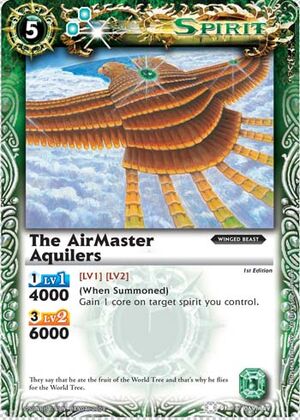 5
SPIRIT
The AirMaster
Aquilers
WINGED BEAST
1st Edition
1 LV1
4000
3 LV2
6000
[LV1] [LV2]
(When Summoned)
Gain 1 core on target spirit you control.
They say that he ate the fruit of the World Tree and that's why he flies
for the World Tree.